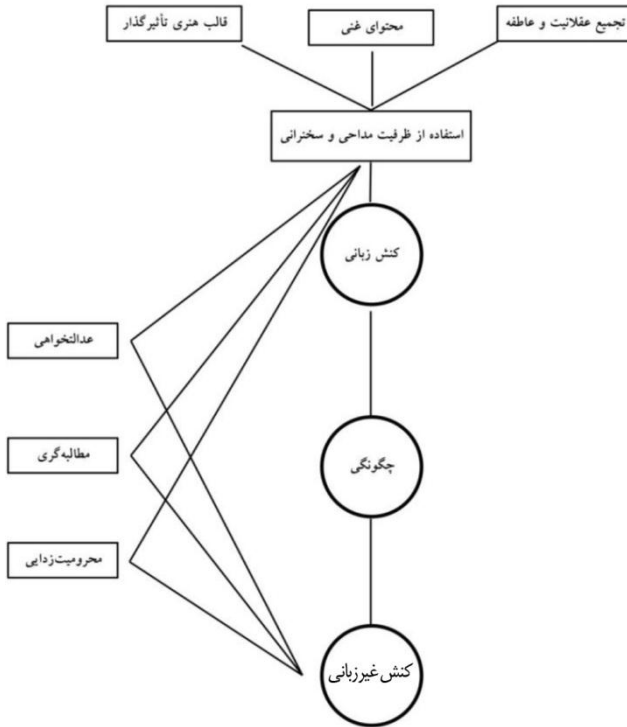 تجمیع عقلانیت و عاطفه
محتوای غنی
قالب هنری تأثیرگذار
استفاده از ظرفیت مداحی و سخنرانی
کنش زبانی
عدالتخواهی
مطالبه‌گری
چگونگی
محرومیت‌زدایی
کنش غیرزبانی